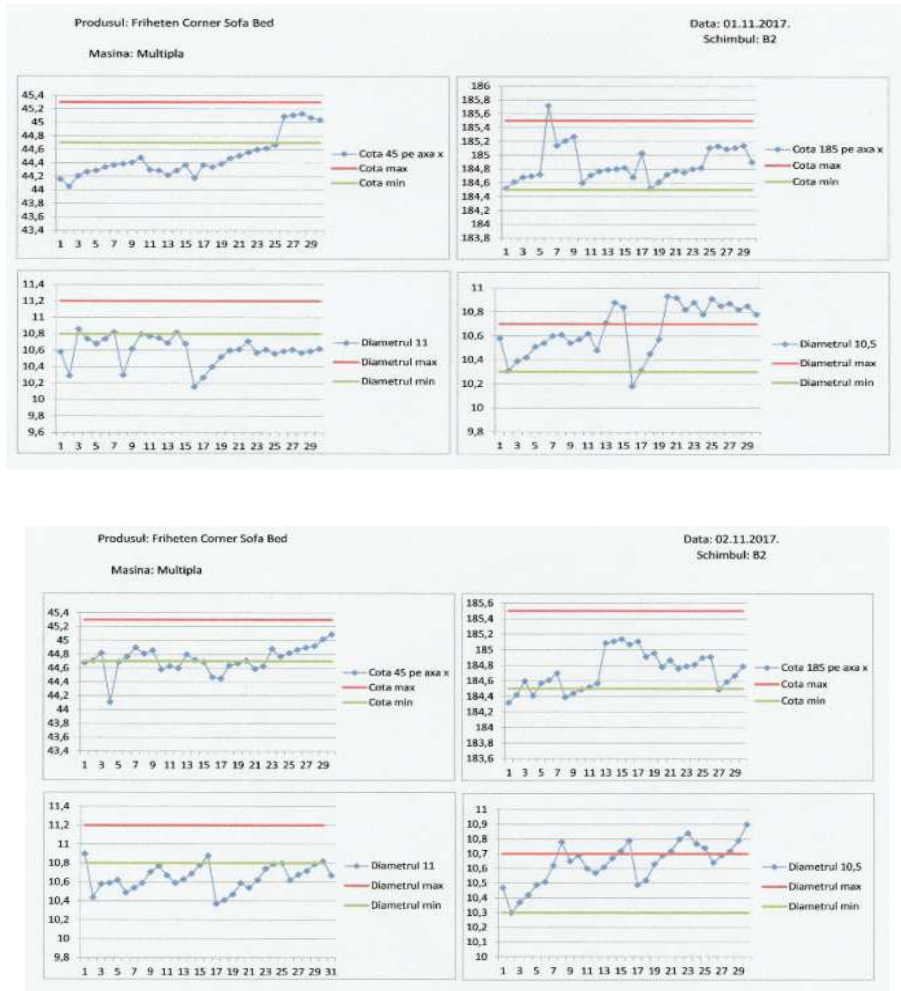 Produsul: Friheten Corner Sofa Bed
Data: 01.11.2017.
Schimbul: B2
Masina: Multipla
45,4
45,2
45
44,8
44,6
44,4
44,2
44
43,8
43,6
43,4
1 3 5 7 9 11 13 15 17 19 21 23 25 27 29
Cota 45 pe axa x
Cota max
Cota min
186
185,8
185,6
185,4
185,2
185
184,8
184,6
184,4
184,2
184
183,8
1 3 5 7 9 11 13 15 17 19 21 23 25 27 29
Cota 185 pe axa x
Cota max
Cota min
11,4
11,2
11
10,8
10,6
10,4
10,2
10
9,8
9,6
1 3 5 7 9 11 13 15 17 19 21 23 25 27 29
Diametrul 11
Diametrul max
Diametrul min
11
10,8
10,6
10,4
10,2
10
9,8
1 3 5 7 9 11 13 15 17 19 21 23 25 27 29
Diametrul 10,5
Diametrul max
Diametrul min
Produsul: Friheten Corner Sofa Bed
Data: 02.11.2017.
Schimbul: B2
Masina: Multipla
45,4
45,2
45
44,8
44,6
44,4
44,2
44
43,8
43,6
43,4
1 3 5 7 9 11 13 15 17 19 21 23 25 27 29
Cota 45 pe axa x
Cota max
Cota min
185,6
185,4
185,2
185
184,8
184,6
184,4
184,2
184
183,8
183,6
1 3 5 7 9 11 13 15 17 19 21 23 25 27 29
Cota 185 pe axa x
Cota max
Cota min
11,4
11,2
11
10,8
10,6
10,4
10,2
10
9,8
1 3 5 7 9 11 13 15 17 19 21 23 25 27 29 31
Diametrul 11
Diametrul max
Diametrul min
11
10,9
10,8
10,7
10,6
10,5
10,4
10,3
10,2
10,1
10
1 3 5 7 9 11 13 15 17 19 21 23 25 27 29
Diametrul 10,5
Diametrul max
Diametrul min